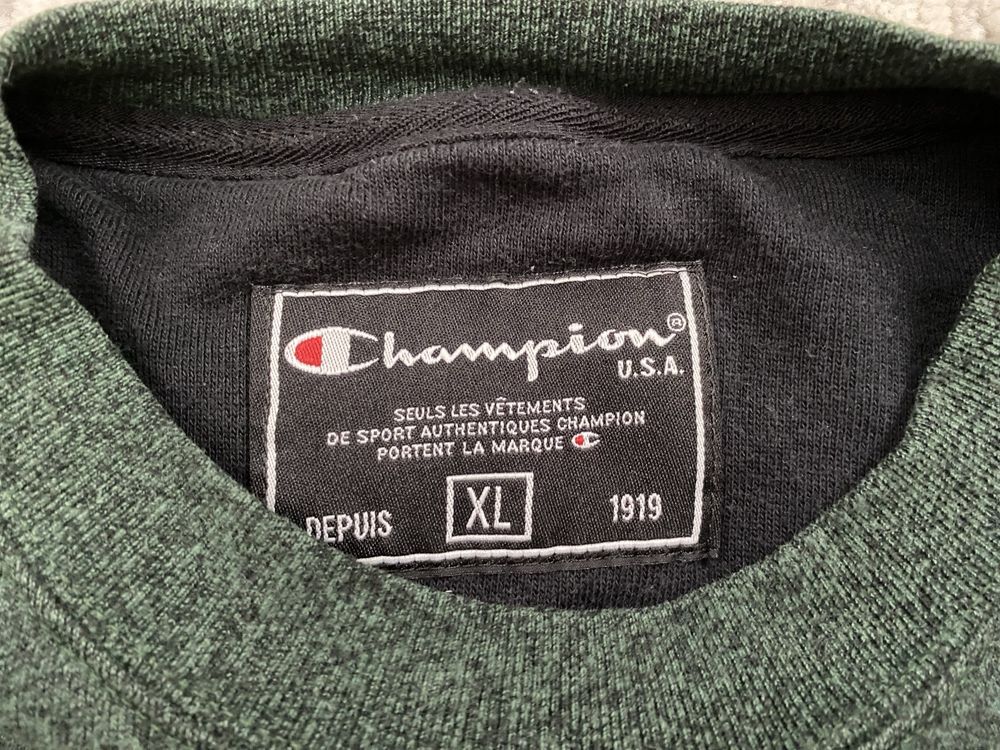 Champion®
U.S.A.
SEULS LES VÊTEMENTS
DE SPORT AUTHENTIQUES CHAMPION
PORTENT LA MARQUE C
DEPUIS XL 1919